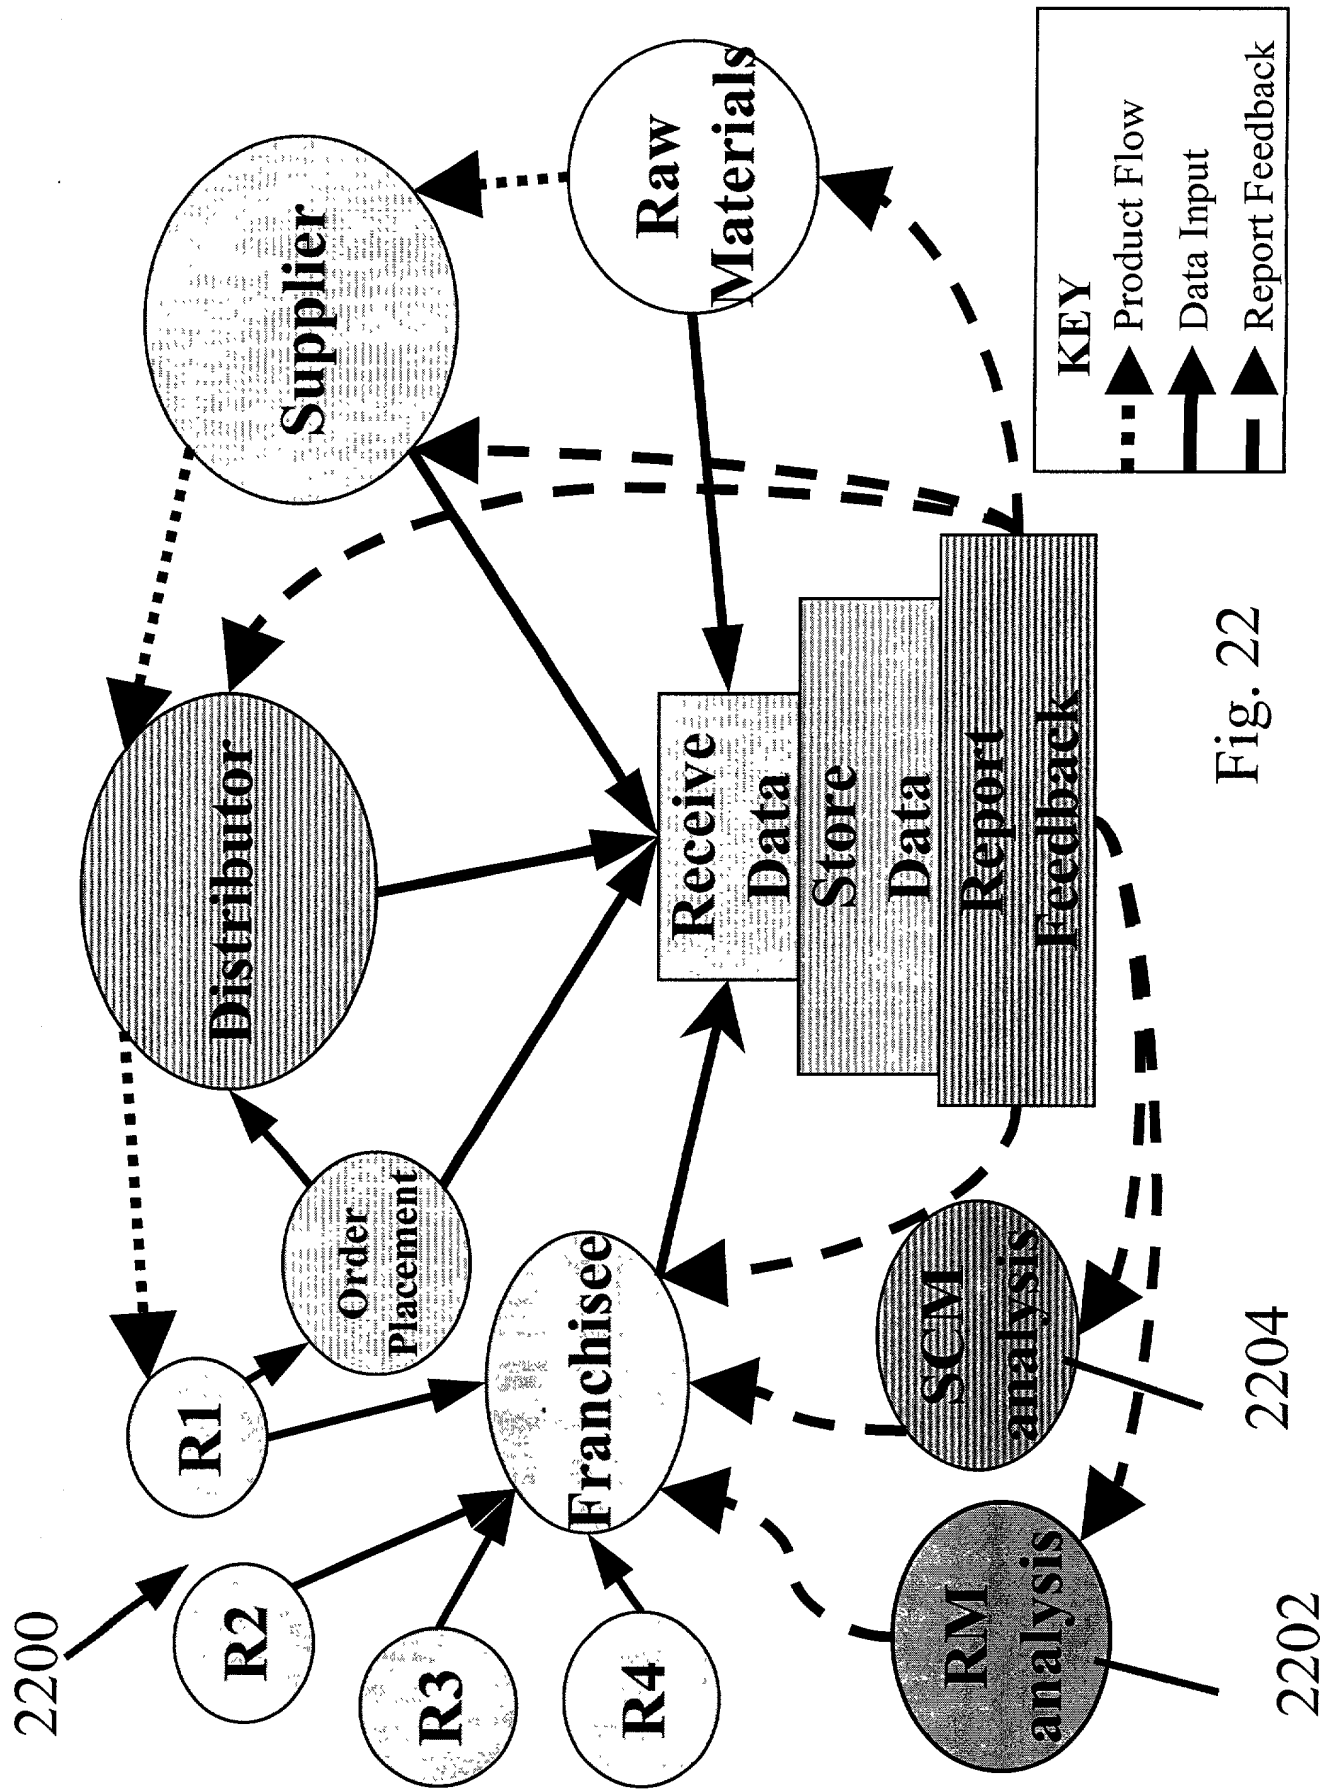 2200
R1
R2
R3
R4
Order
Placement
Distributor
Supplier
Raw
Materials
Franchisee
Receive
Data
Store
Data
Report
Feedback
SCM
analysis
RM
analysis
2202
2204
KEY
Product Flow
Data Input
Report Feedback
Fig. 22